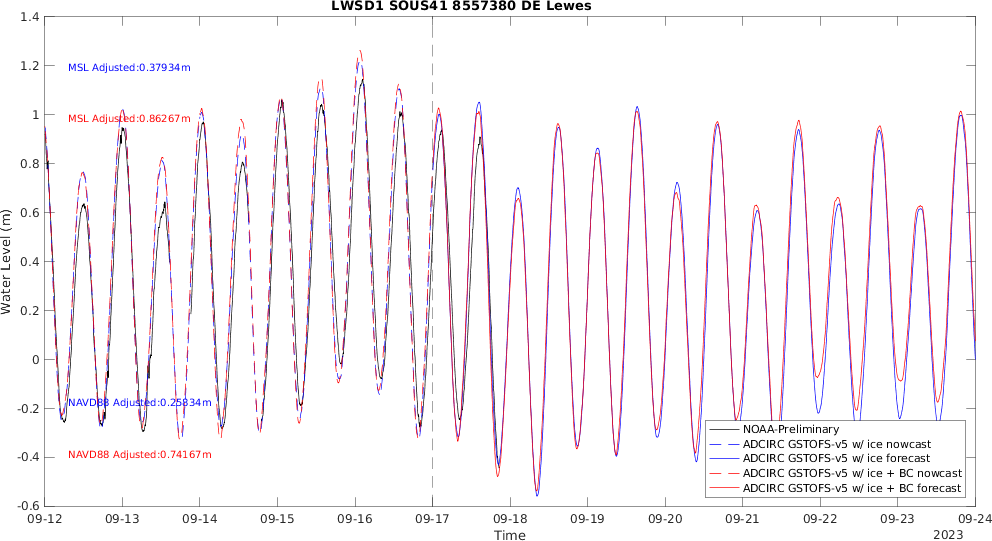 LWSD1 SOUS41 8557380 DE Lewes
1.4
1.2
1
0.8
0.6
0.4
0.2
0
-0.2
-0.4
-0.6
Water Level (m)
MSL Adjusted:0.37934m
MSL Adjusted:0.86267m
NAVD88 Adjusted:0.25834m
NAVD88 Adjusted:0.74167m
NOAA-Preliminary
ADCIRC GSTOFS-v5 w/ ice nowcast
ADCIRC GSTOFS-v5 w/ ice forecast
ADCIRC GSTOFS-v5 w/ ice + BC nowcast
ADCIRC GSTOFS-v5 w/ ice + BC forecast
09-12 09-13 09-14 09-15 09-16 09-17 09-18 09-19 09-20 09-21 09-22 09-23 09-24
Time
2023